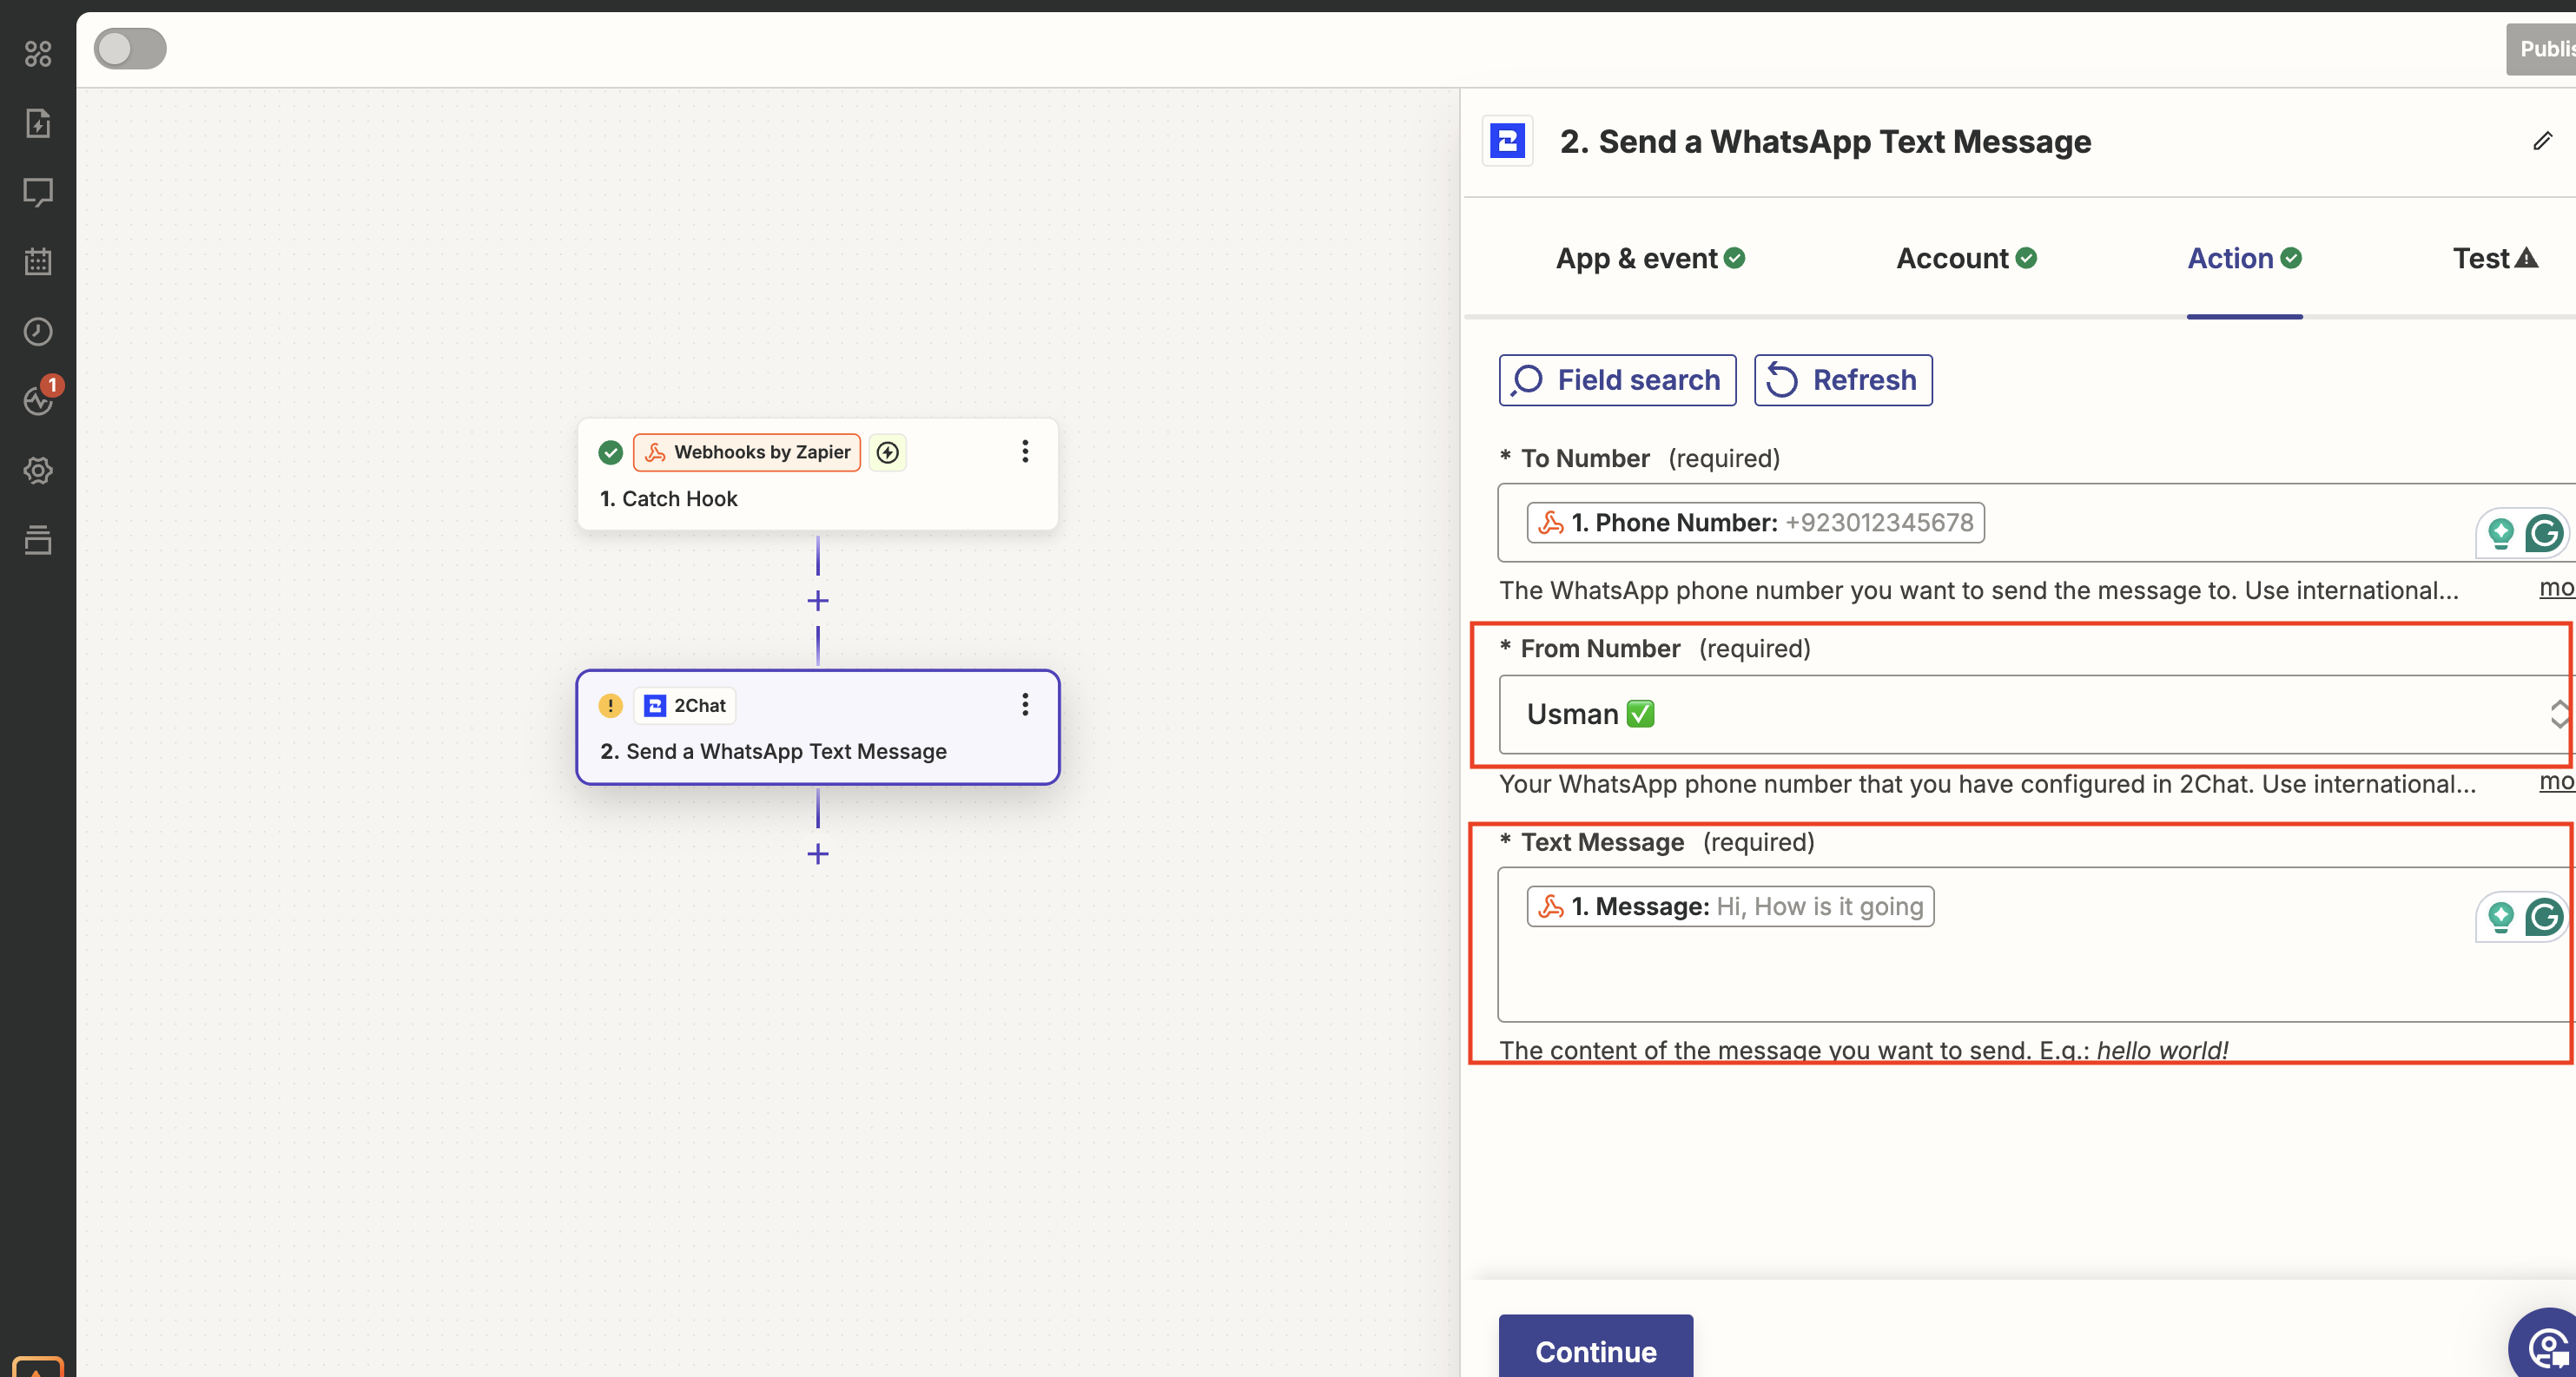 Publis
2. Send a WhatsApp Text Message
App & event
Account
Action
Test
Field search
Refresh
1
* To Number (required)
1. Phone Number: +923012345678
The WhatsApp phone number you want to send the message to. Use international...
mo
* From Number (required)
Usman ✅
Your WhatsApp phone number that you have configured in 2Chat. Use international...
mo
* Text Message (required)
1. Message: Hi, How is it going
The content of the message you want to send. E.g.: hello world!
Continue
Webhooks by Zapier
1. Catch Hook
2Chat
2. Send a WhatsApp Text Message